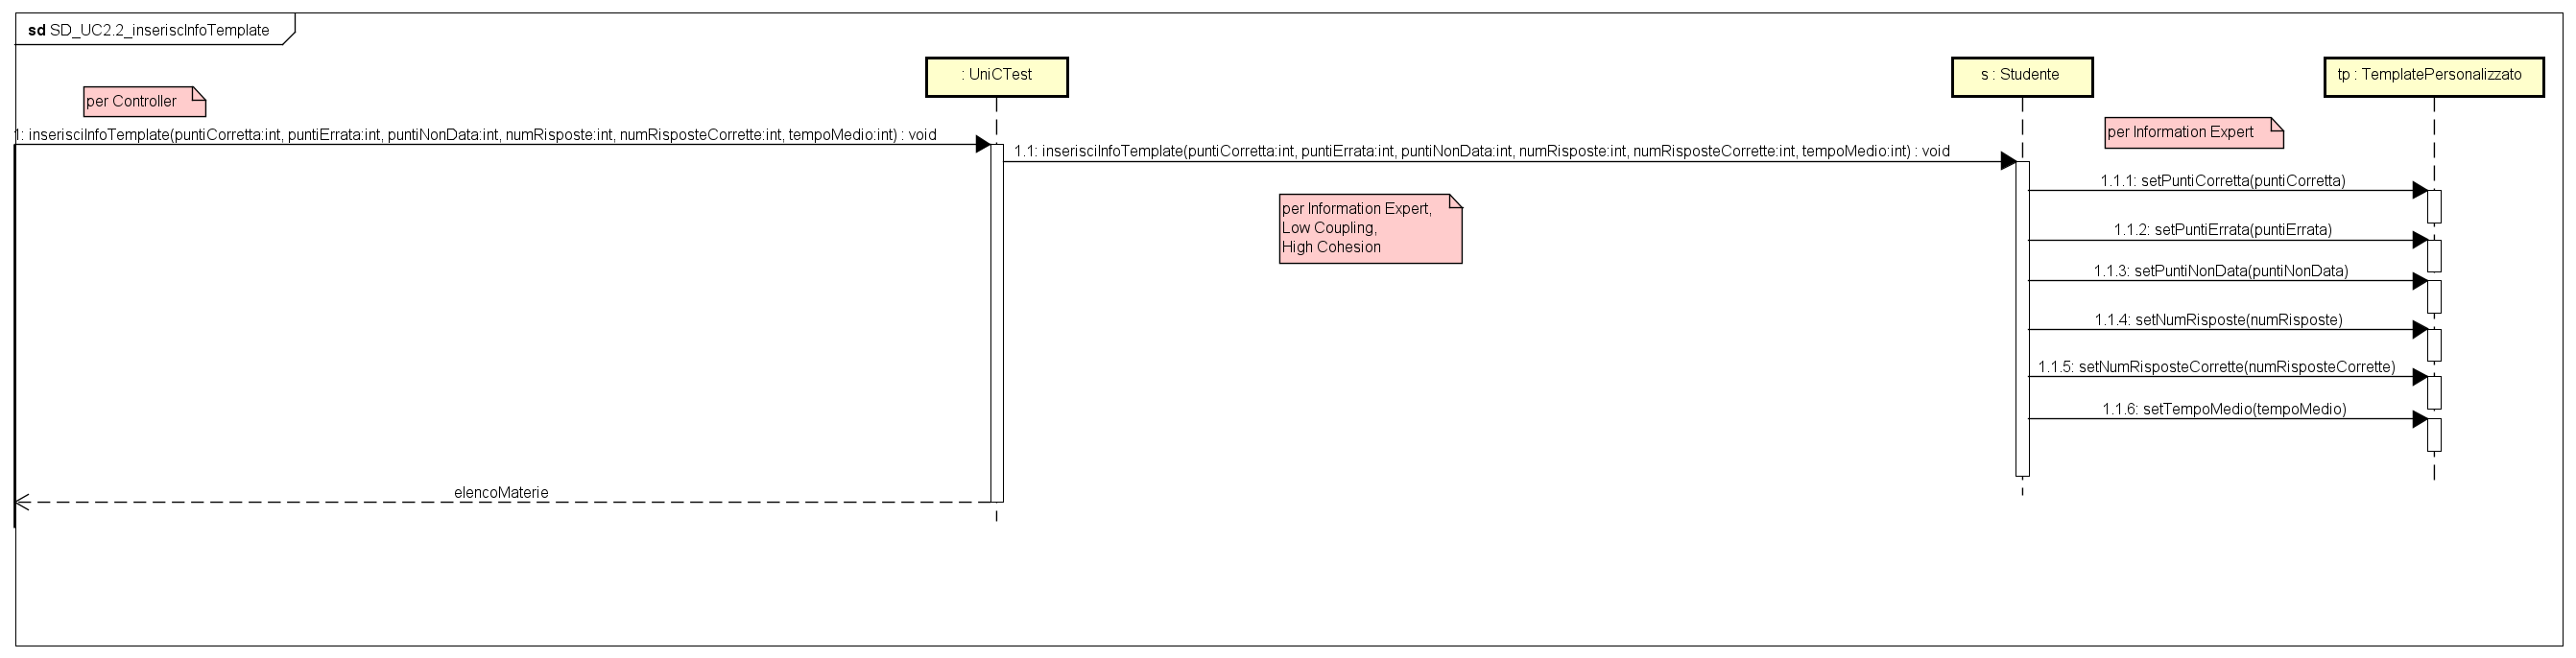 sd SD_UC2.2_inseriscInfoTemplate
: UniCTest
s : Studente
tp : TemplatePersonalizzato
per Controller
per Information Expert
1: inserisciInfoTemplate(puntiCorretta:int, puntiErrata:int, puntiNonData:int, numRisposte:int, numRisposteCorrette:int, tempoMedio:int) : void
1.1: inserisciInfoTemplate(puntiCorretta:int, puntiErrata:int, puntiNonData:int, numRisposte:int, numRisposteCorrette:int, tempoMedio:int) : void
1.1.1: setPuntiCorretta(puntiCorretta)
per Information Expert,
Low Coupling,
High Cohesion
1.1.2: setPuntiErrata(puntiErrata)
1.1.3: setPuntiNonData(puntiNonData)
1.1.4: setNumRisposte(numRisposte)
1.1.5: setNumRisposteCorrette(numRisposteCorrette)
1.1.6: setTempoMedio(tempoMedio)
elencoMaterie